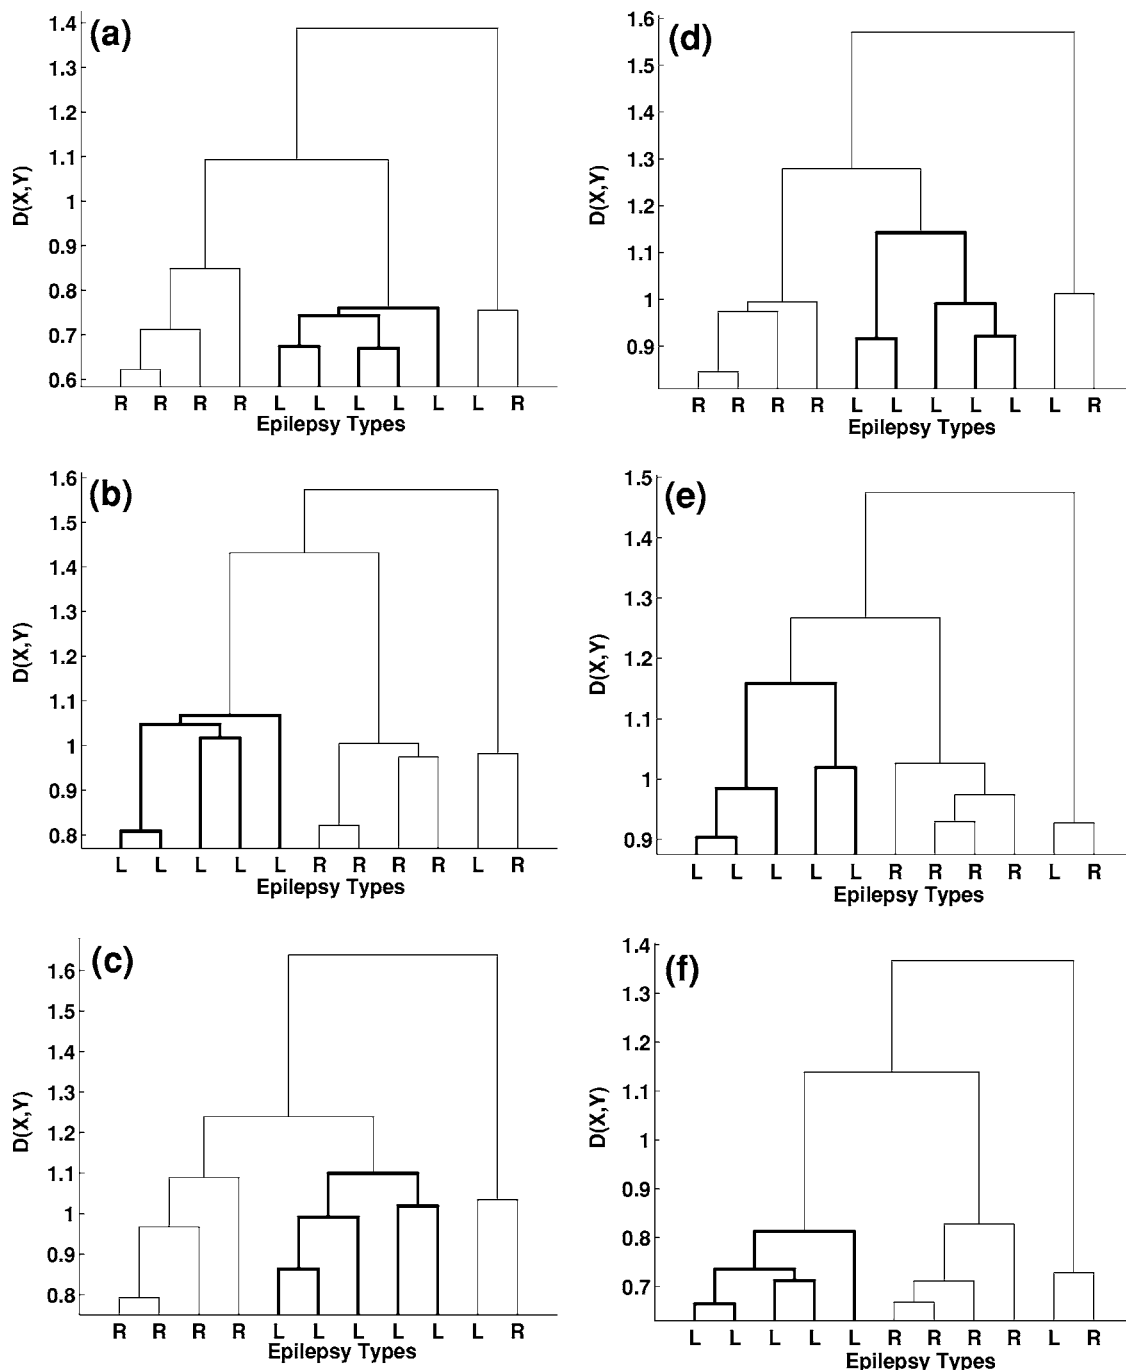 (a)
1.4
1.3
1.2
1.1
1
0.9
0.8
0.7
0.6
D(X,Y)
R R R R L L L L L L R
Epilepsy Types
(d)
1.6
1.5
1.4
1.3
1.2
1.1
1
0.9
D(X,Y)
R R R R L L L L L L R
Epilepsy Types
(b)
1.6
1.5
1.4
1.3
1.2
1.1
1
0.9
0.8
D(X,Y)
L L L L L R R R R L R
Epilepsy Types
(e)
1.5
1.4
1.3
1.2
1.1
1
0.9
D(X,Y)
L L L L L R R R R L R
Epilepsy Types
(c)
1.6
1.5
1.4
1.3
1.2
1.1
1
0.9
0.8
D(X,Y)
R R R R L L L L L L R
Epilepsy Types
(f)
1.4
1.3
1.2
1.1
1
0.9
0.8
0.7
D(X,Y)
L L L L L R R R R L R
Epilepsy Types